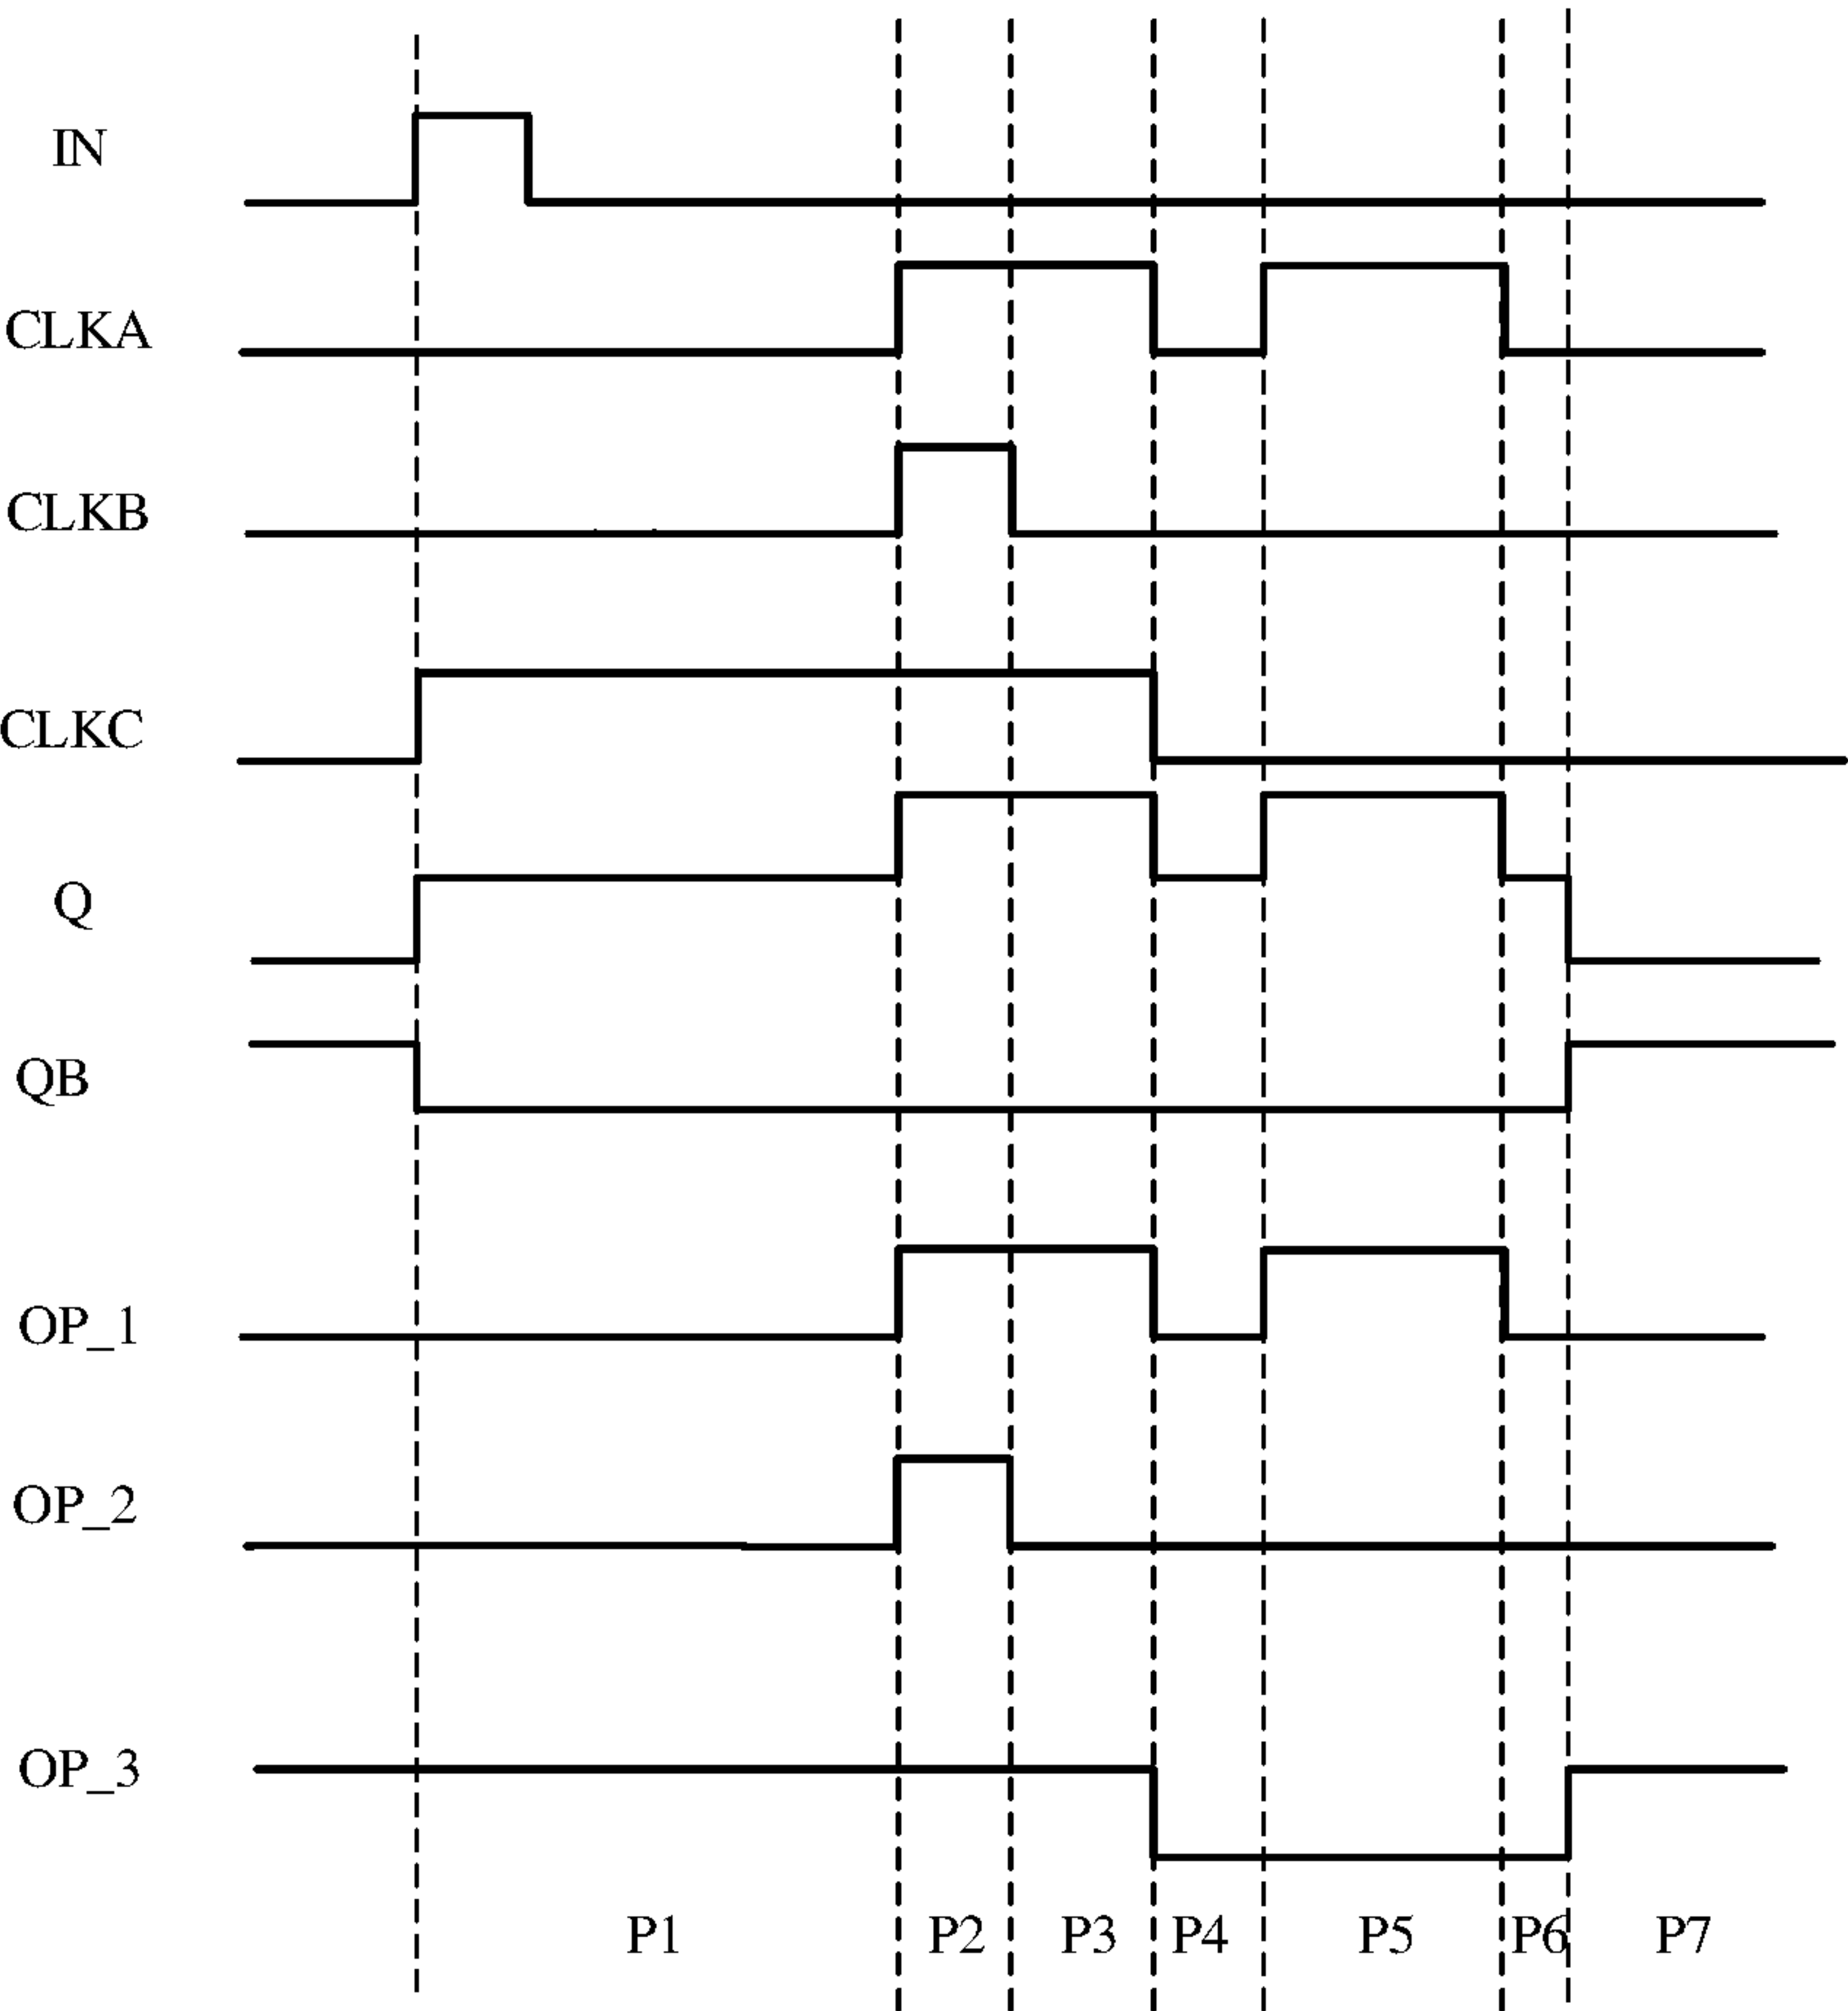 IN
CLKA
CLKB
CLKC
Q
QB
OP_1
OP_2
OP_3
P1 P2 P3 P4 P5 P6 P7